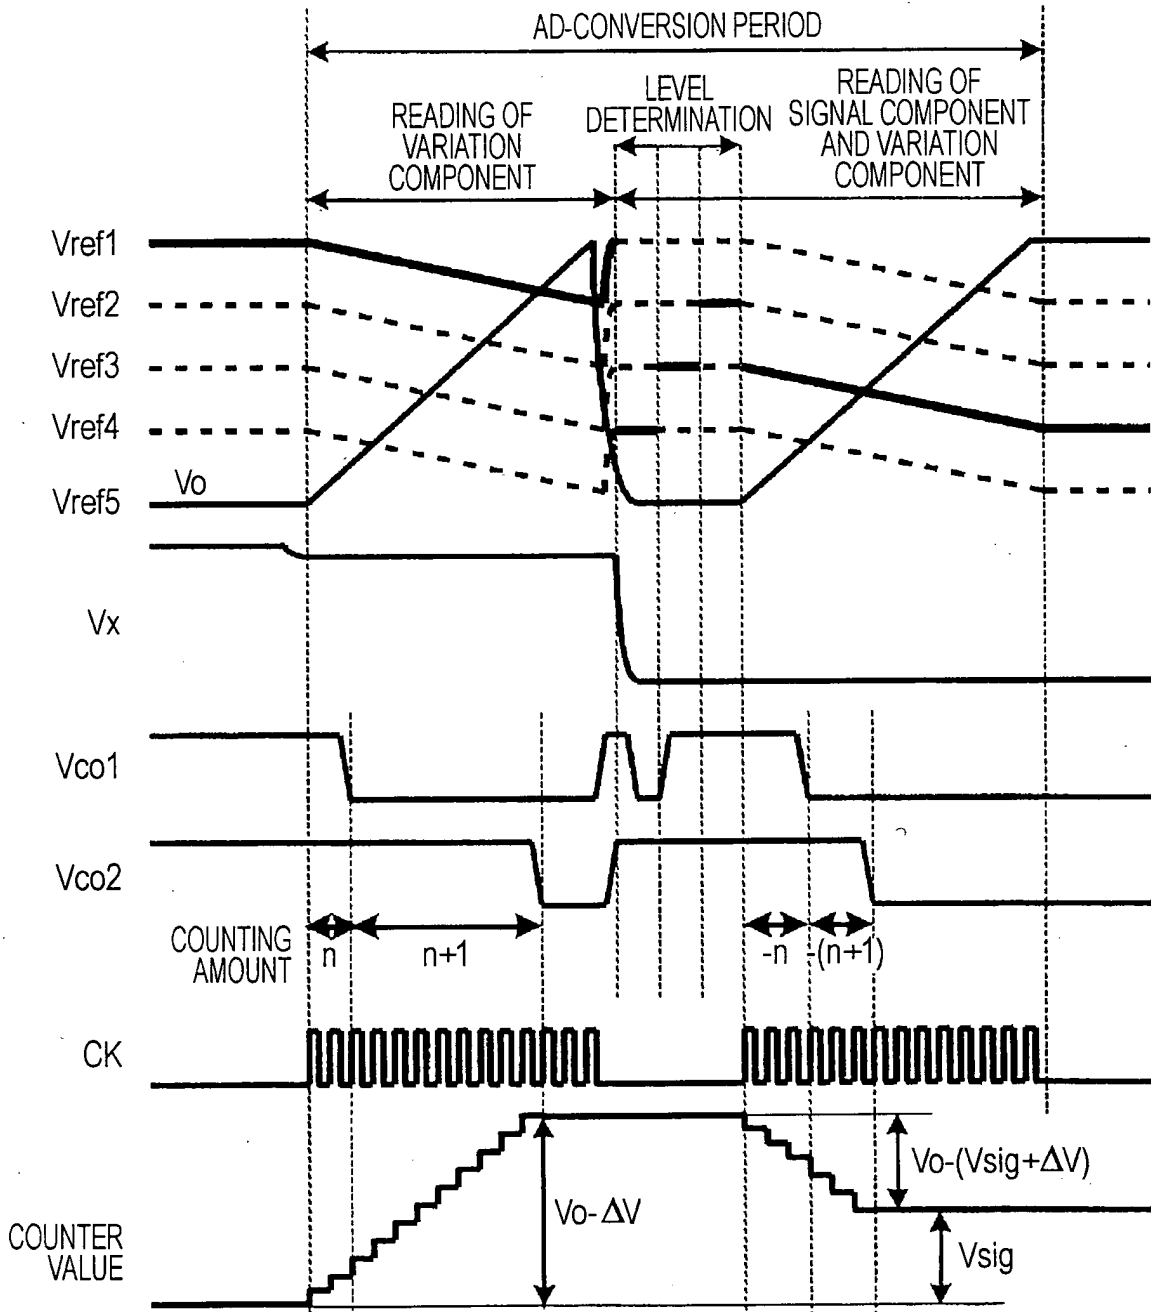 AD-CONVERSION PERIOD
READING OF
VARIATION
COMPONENT
LEVEL
DETERMINATION
READING OF
SIGNAL COMPONENT
AND VARIATION
COMPONENT
Vref1
Vref2
Vref3
Vref4
Vo
Vref5
Vx
Vco1
Vco2
COUNTING
AMOUNT
n
n+1
-n
-(n+1)
CK
Vo-ΔV
Vo-(Vsig+ΔV)
Vsig
COUNTER
VALUE